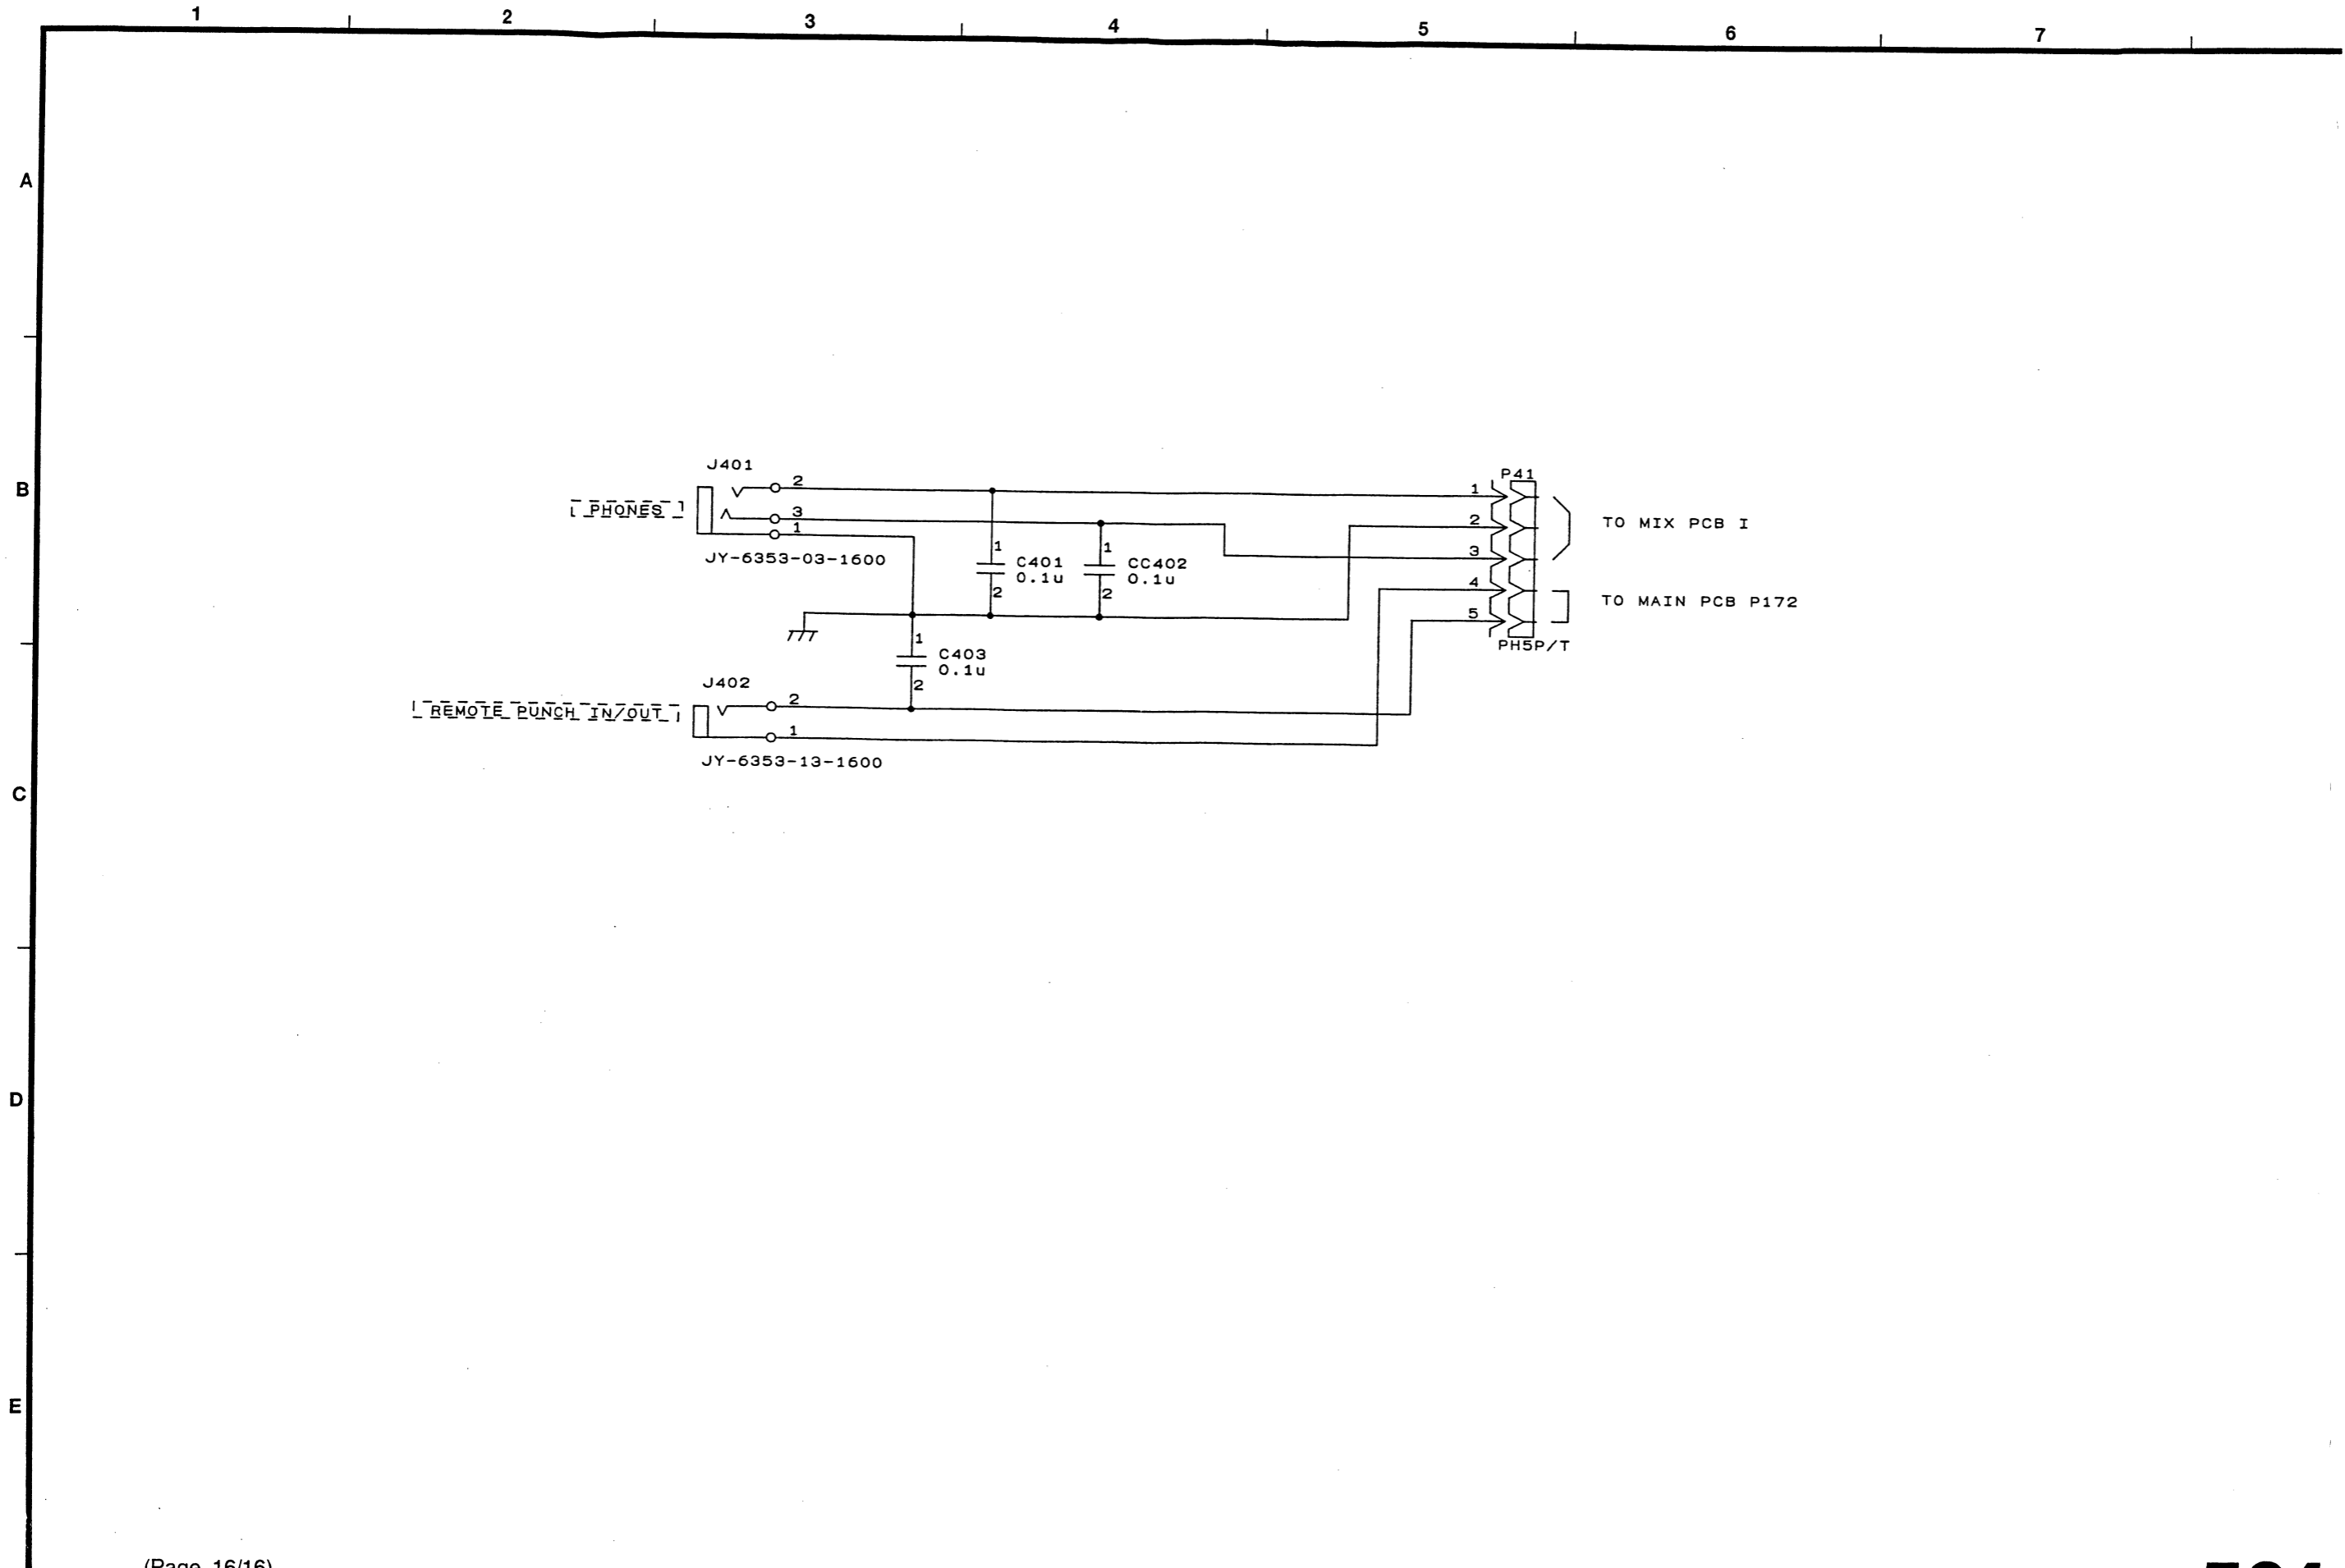 1 2 3 4 5 6 7
A
B
C
D
E
J401
PHONES
2
3
1
JY-6353-03-1600
1
C401
0.1u
2
1
CC402
0.1u
2
1
C403
0.1u
2
J402
REMOTE PUNCH IN/OUT
2
1
JY-6353-13-1600
P41
1
2
3
4
5
PH5P/T
TO MIX PCB I
TO MAIN PCB P172
(Page 16/16)